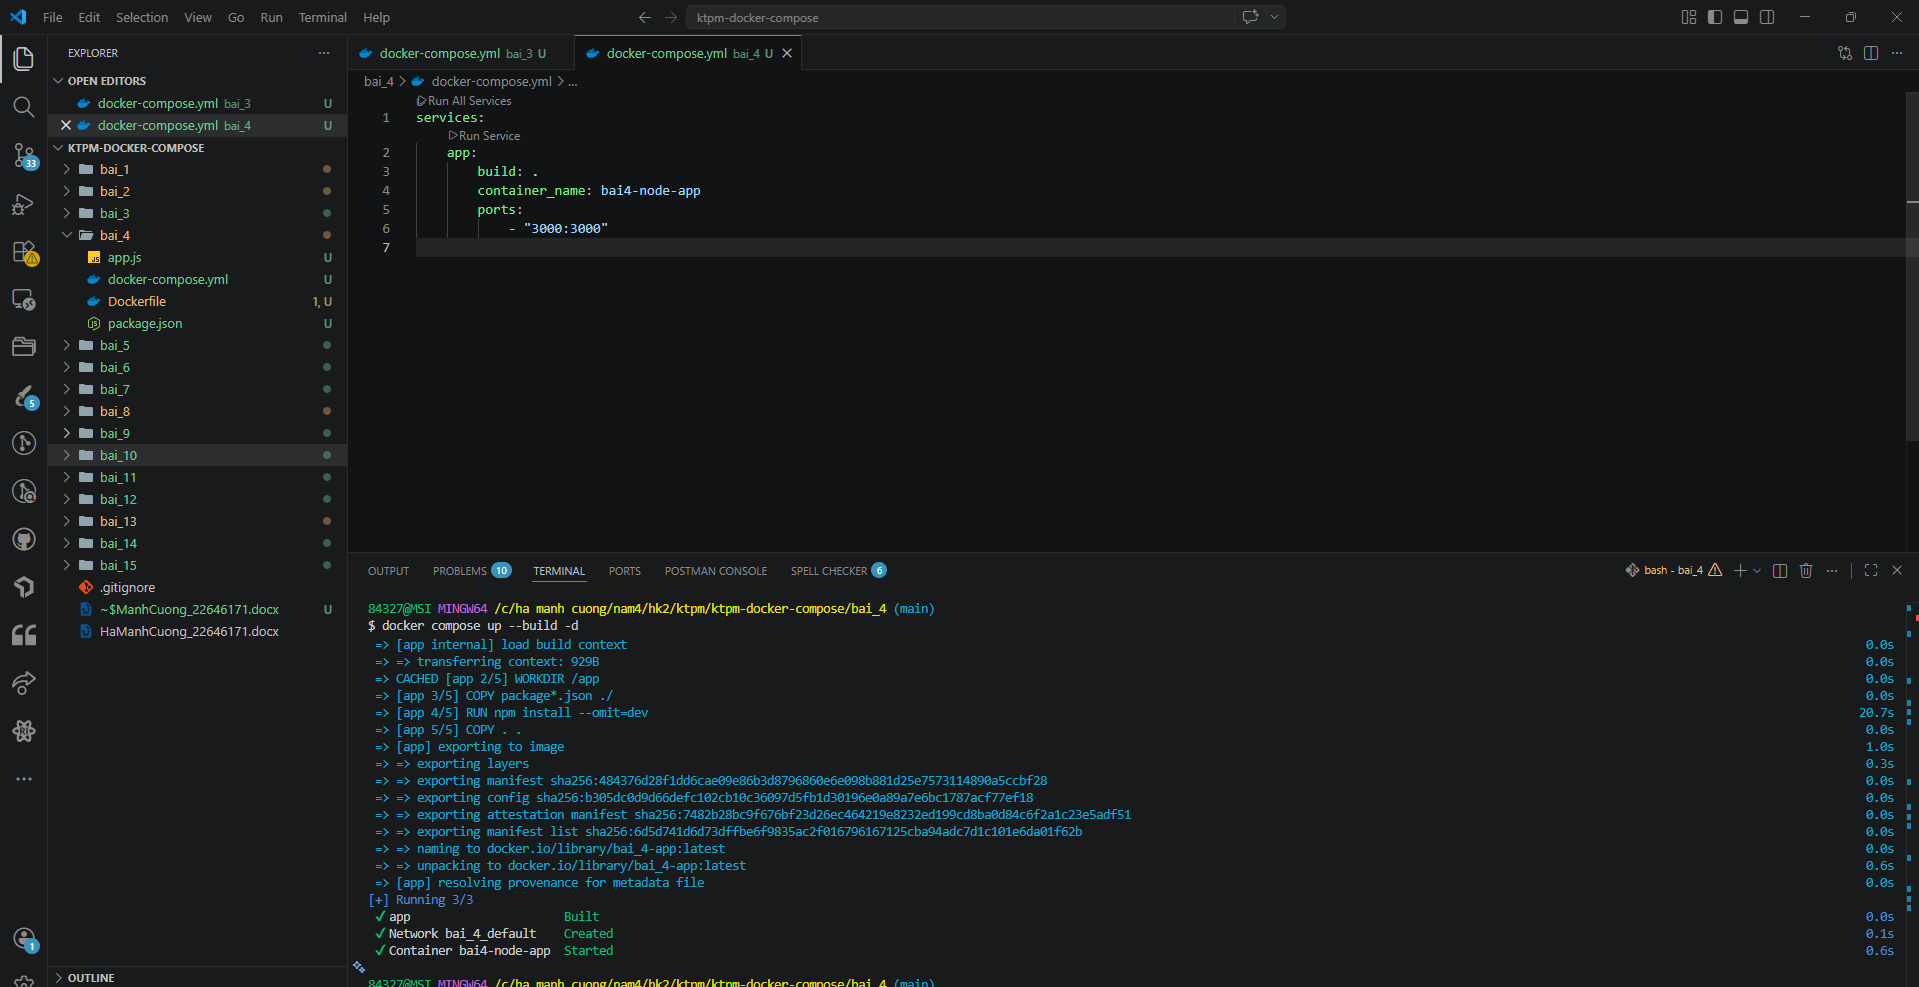 File Edit Selection View Go Run Terminal Help
ktpm-docker-compose
EXPLORER
OPEN EDITORS
docker-compose.yml bai_3 U
docker-compose.yml bai_4 U
KTPM-DOCKER-COMPOSE
bai_1
bai_2
bai_3
bai_4
app.js U
docker-compose.yml U
Dockerfile 1, U
package.json U
bai_5
bai_6
bai_7
bai_8
bai_9
bai_10
bai_11
bai_12
bai_13
bai_14
bai_15
.gitignore
~$ManhCuong_22646171.docx U
HaManhCuong_22646171.docx
OUTLINE
33
5
1
docker-compose.yml bai_3 U
docker-compose.yml bai_4 U
bai_4 > docker-compose.yml > ...
Run All Services
1 services:
Run Service
2 app:
3 build: .
4 container_name: bai4-node-app
5 ports:
6 - "3000:3000"
7
OUTPUT PROBLEMS 10 TERMINAL PORTS POSTMAN CONSOLE SPELL CHECKER 6
bash - bai_4
84327@MSI MINGW64 /c/ha manh cuong/nam4/hk2/ktpm/ktpm-docker-compose/bai_4 (main)
$ docker compose up --build -d
=> [app internal] load build context 0.0s
=> => transferring context: 929B 0.0s
=> CACHED [app 2/5] WORKDIR /app 0.0s
=> [app 3/5] COPY package*.json ./ 0.0s
=> [app 4/5] RUN npm install --omit=dev 20.7s
=> [app 5/5] COPY . . 0.0s
=> [app] exporting to image 1.0s
=> => exporting layers 0.3s
=> => exporting manifest sha256:484376d28f1dd6cae09e86b3d8796860e6e098b881d25e7573114890a5ccbf28 0.0s
=> => exporting config sha256:b305dc0d9d66defc102cb10c36097d5fb1d30196e0a89a7e6bc1787acf77ef18 0.0s
=> => exporting attestation manifest sha256:7482b28bc9f676bf23d26ec464219e8232ed199cd8ba0d84c6f2a1c23e5adf51 0.0s
=> => exporting manifest list sha256:6d5d741d6d73dffbe6f9835ac2f016796167125cba94adc7d1c101e6da01f62b 0.0s
=> => naming to docker.io/library/bai_4-app:latest 0.0s
=> => unpacking to docker.io/library/bai_4-app:latest 0.6s
=> [app] resolving provenance for metadata file 0.0s
[+] Running 3/3
✔ app Built 0.0s
✔ Network bai_4_default Created 0.1s
✔ Container bai4-node-app Started 0.6s
84327@MSI MINGW64 /c/ha manh cuong/nam4/hk2/ktpm/ktpm-docker-compose/bai_4 (main)